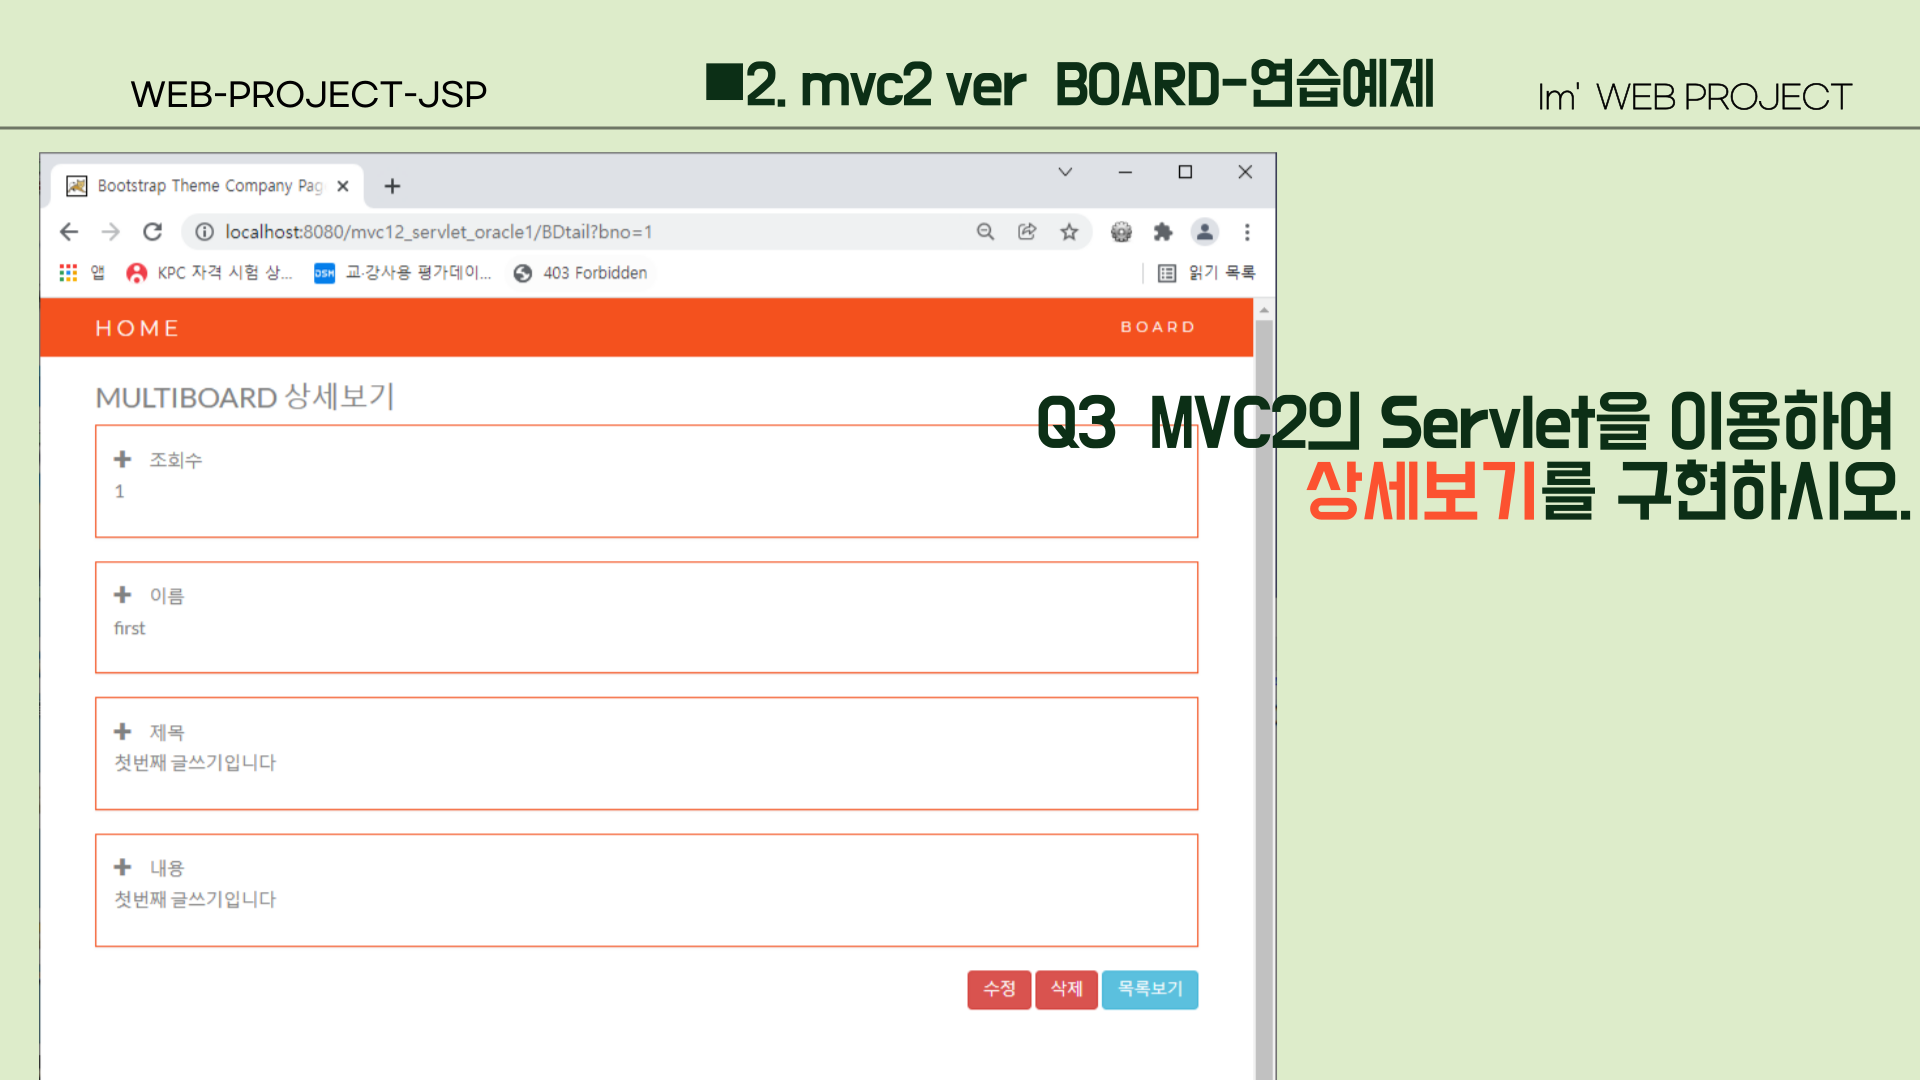 WEB-PROJECT-JSP
■2. mvc2 ver BOARD-연습예제
Im' WEB PROJECT
Bootstrap Theme Company Pag
localhost:8080/mvc12_servlet_oracle1/BDtail?bno=1
앱
KPC 자격 시험 상...
DSM
교·강사용 평가데이...
403 Forbidden
읽기 목록
HOME
BOARD
MULTIBOARD 상세보기
Q3 MVC2의 Servlet을 이용하여
상세보기를 구현하시오.
조회수
1
이름
first
제목
첫번째 글쓰기입니다
내용
첫번째 글쓰기입니다
수정
삭제
목록보기